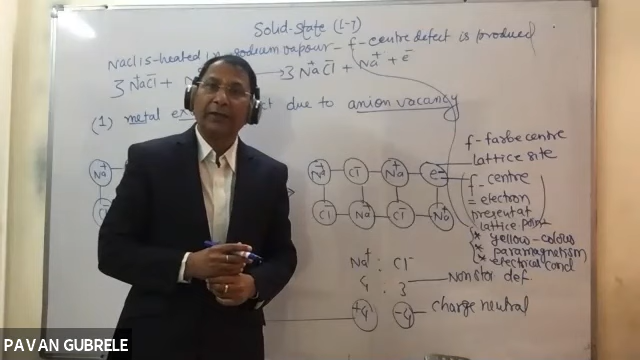 Solid-state (L-7)
NaCl is heated in sodium vapour - f-centre defect is produced
3 Na⁺Cl⁻ + → 3 Na⁺Cl⁻ + Na⁺ + e⁻
(1) metal due to anion vacancy
Na⁺ Na⁺ Cl⁻ Na⁺ e⁻
Cl⁻ Na⁺ Cl⁻ Na⁺
f - farbe centre
lattice site
f - centre
= electron
present at
lattice point
* yellow-colour
* paramagnetism
* electrical cond
Na⁺ : Cl⁻
4 : 3
Nonstoi def.
+4 -4
Charge neutral
PAVAN GUBRELE